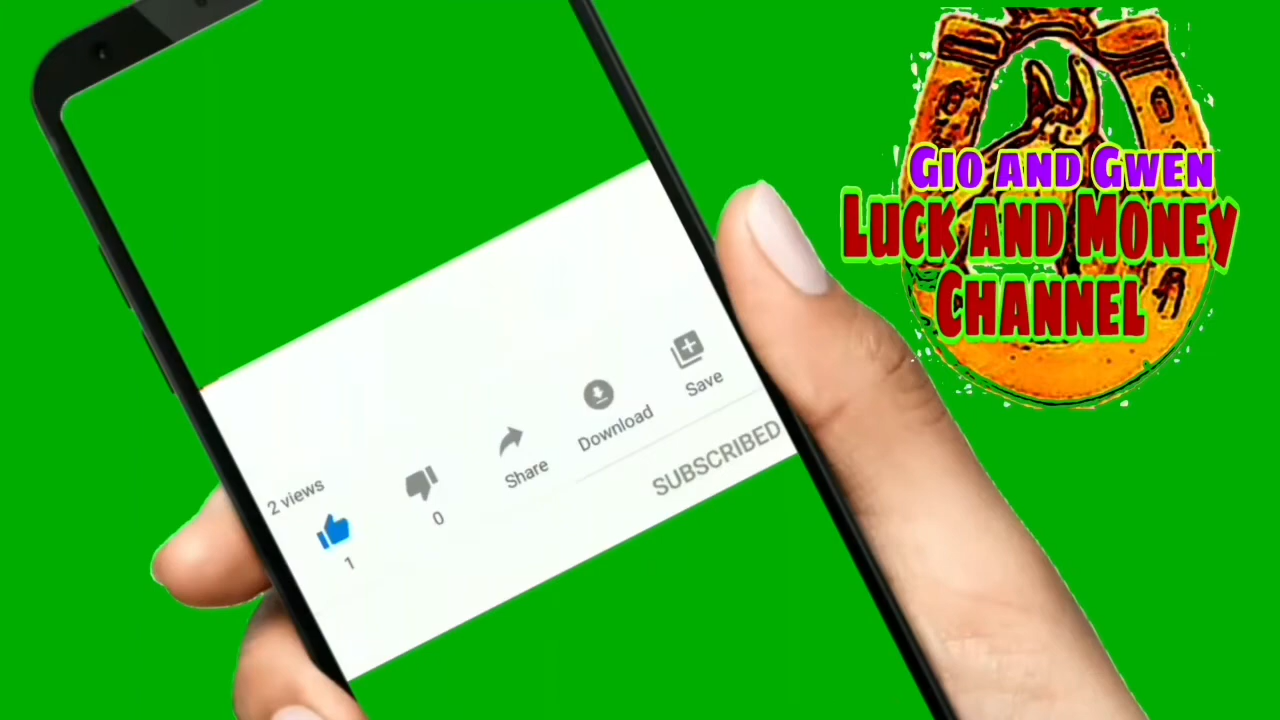 Gio and Gwen
Luck and Money
Channel
2 views
1
0
Share
Download
Save
SUBSCRIBED